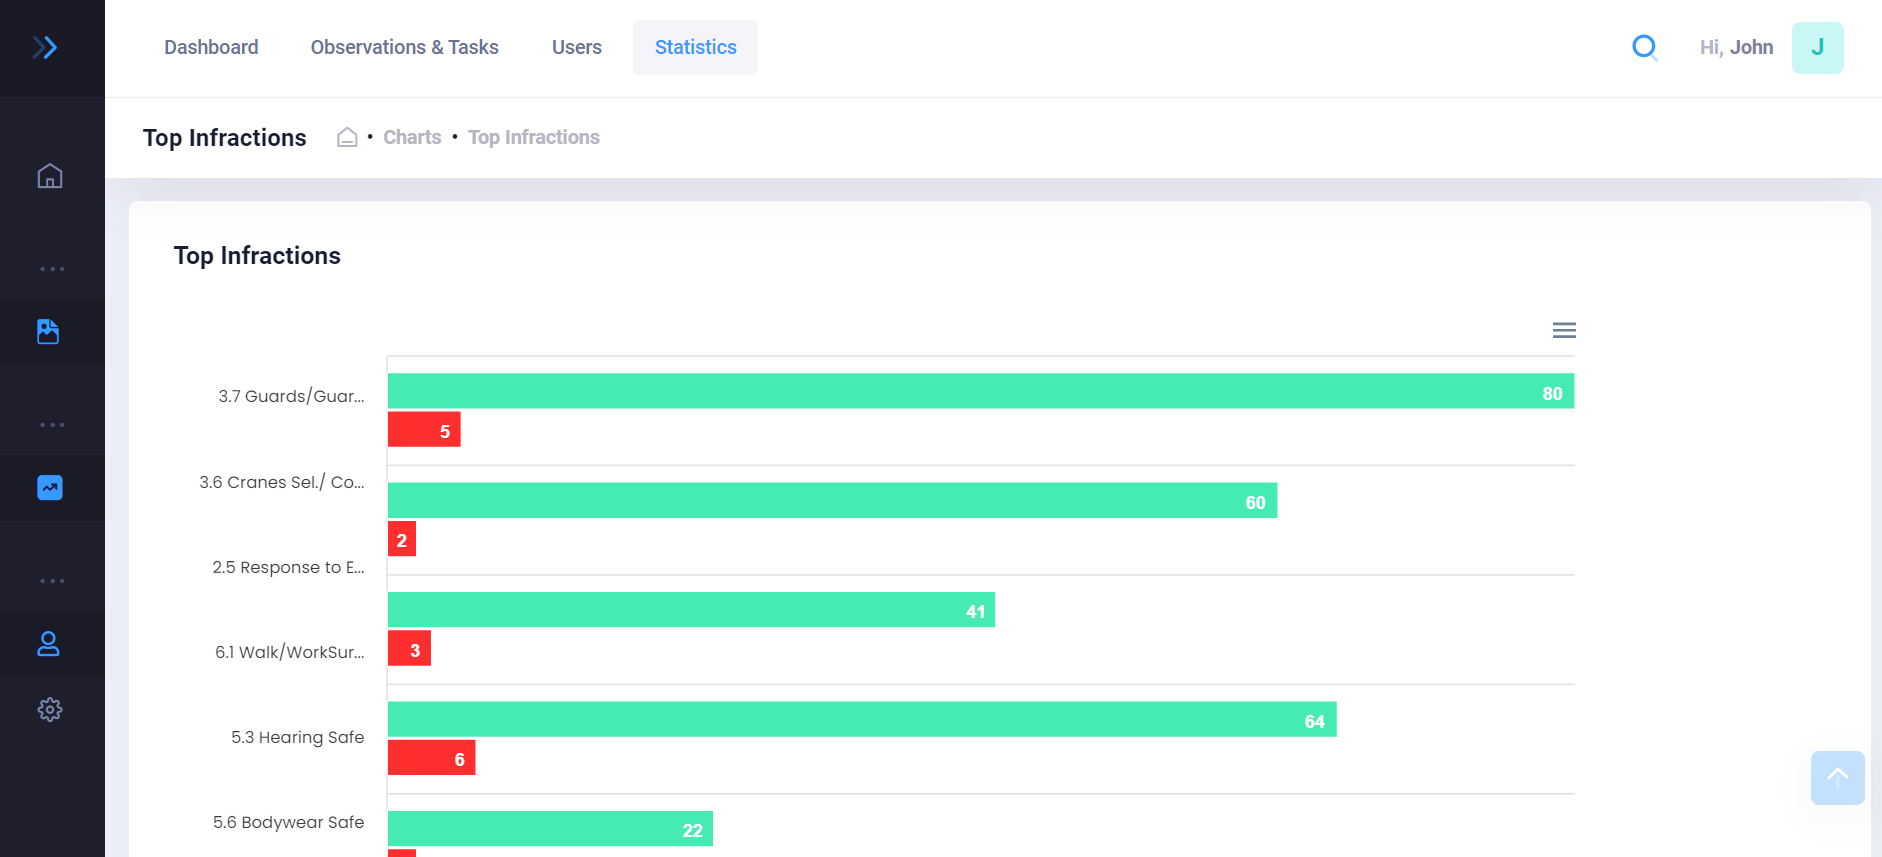 Dashboard Observations & Tasks Users Statistics Hi, John J
Top Infractions • Charts • Top Infractions
Top Infractions
3.7 Guards/Guar... 80
5
3.6 Cranes Sel./ Co... 60
2
2.5 Response to E...
41
6.1 Walk/WorkSur... 3
64
5.3 Hearing Safe 6
5.6 Bodywear Safe 22